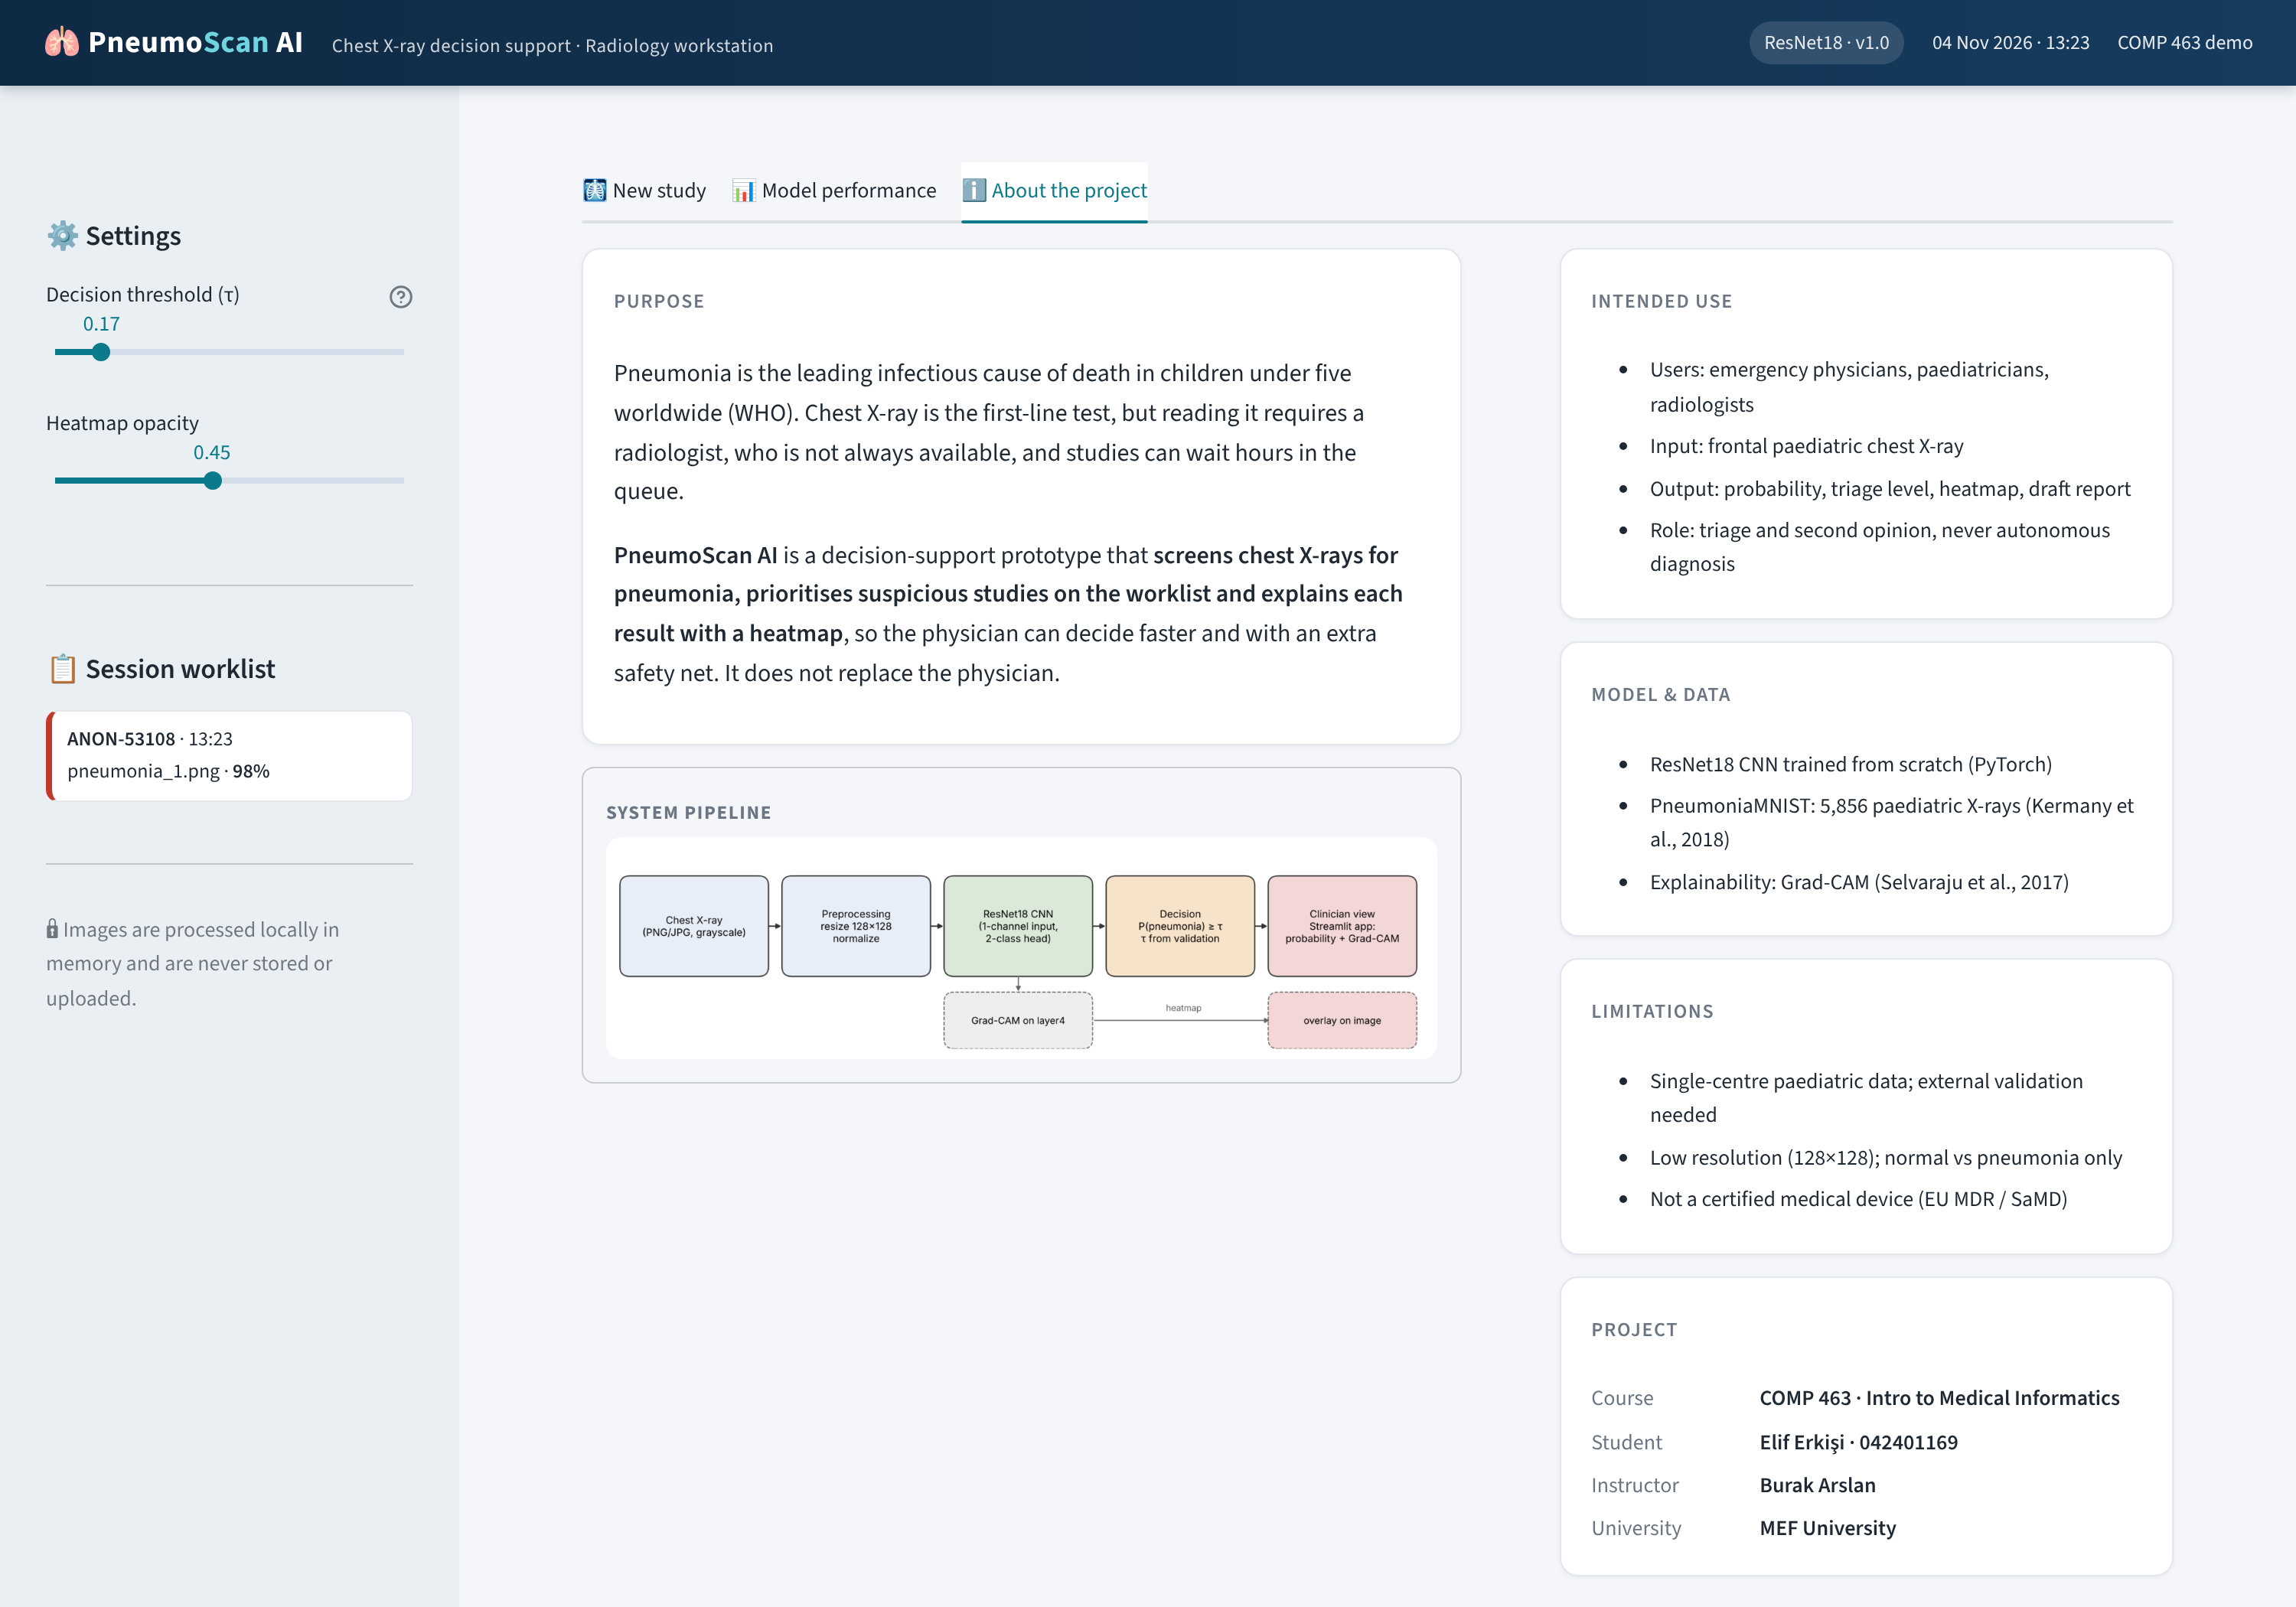 PneumoScan AI
Chest X-ray decision support · Radiology workstation
ResNet18 · v1.0
04 Nov 2026 · 13:23
COMP 463 demo
Settings
Decision threshold (τ)
0.17
Heatmap opacity
0.45
Session worklist
ANON-53108 · 13:23
pneumonia_1.png · 98%
Images are processed locally in
memory and are never stored or
uploaded.
New study
Model performance
About the project
PURPOSE
Pneumonia is the leading infectious cause of death in children under five
worldwide (WHO). Chest X-ray is the first-line test, but reading it requires a
radiologist, who is not always available, and studies can wait hours in the
queue.
PneumoScan AI is a decision-support prototype that screens chest X-rays for
pneumonia, prioritises suspicious studies on the worklist and explains each
result with a heatmap, so the physician can decide faster and with an extra
safety net. It does not replace the physician.
SYSTEM PIPELINE
Chest X-ray
(PNG/JPG, grayscale)
Preprocessing
resize 128×128
normalize
ResNet18 CNN
(1-channel input,
2-class head)
Decision
P(pneumonia) ≥ τ
τ from validation
Clinician view
Streamlit app:
probability + Grad-CAM
Grad-CAM on layer4
heatmap
overlay on image
INTENDED USE
• Users: emergency physicians, paediatricians,
radiologists
• Input: frontal paediatric chest X-ray
• Output: probability, triage level, heatmap, draft report
• Role: triage and second opinion, never autonomous
diagnosis
MODEL & DATA
• ResNet18 CNN trained from scratch (PyTorch)
• PneumoniaMNIST: 5,856 paediatric X-rays (Kermany et
al., 2018)
• Explainability: Grad-CAM (Selvaraju et al., 2017)
LIMITATIONS
• Single-centre paediatric data; external validation
needed
• Low resolution (128×128); normal vs pneumonia only
• Not a certified medical device (EU MDR / SaMD)
PROJECT
Course COMP 463 · Intro to Medical Informatics
Student Elif Erkişi · 042401169
Instructor Burak Arslan
University MEF University